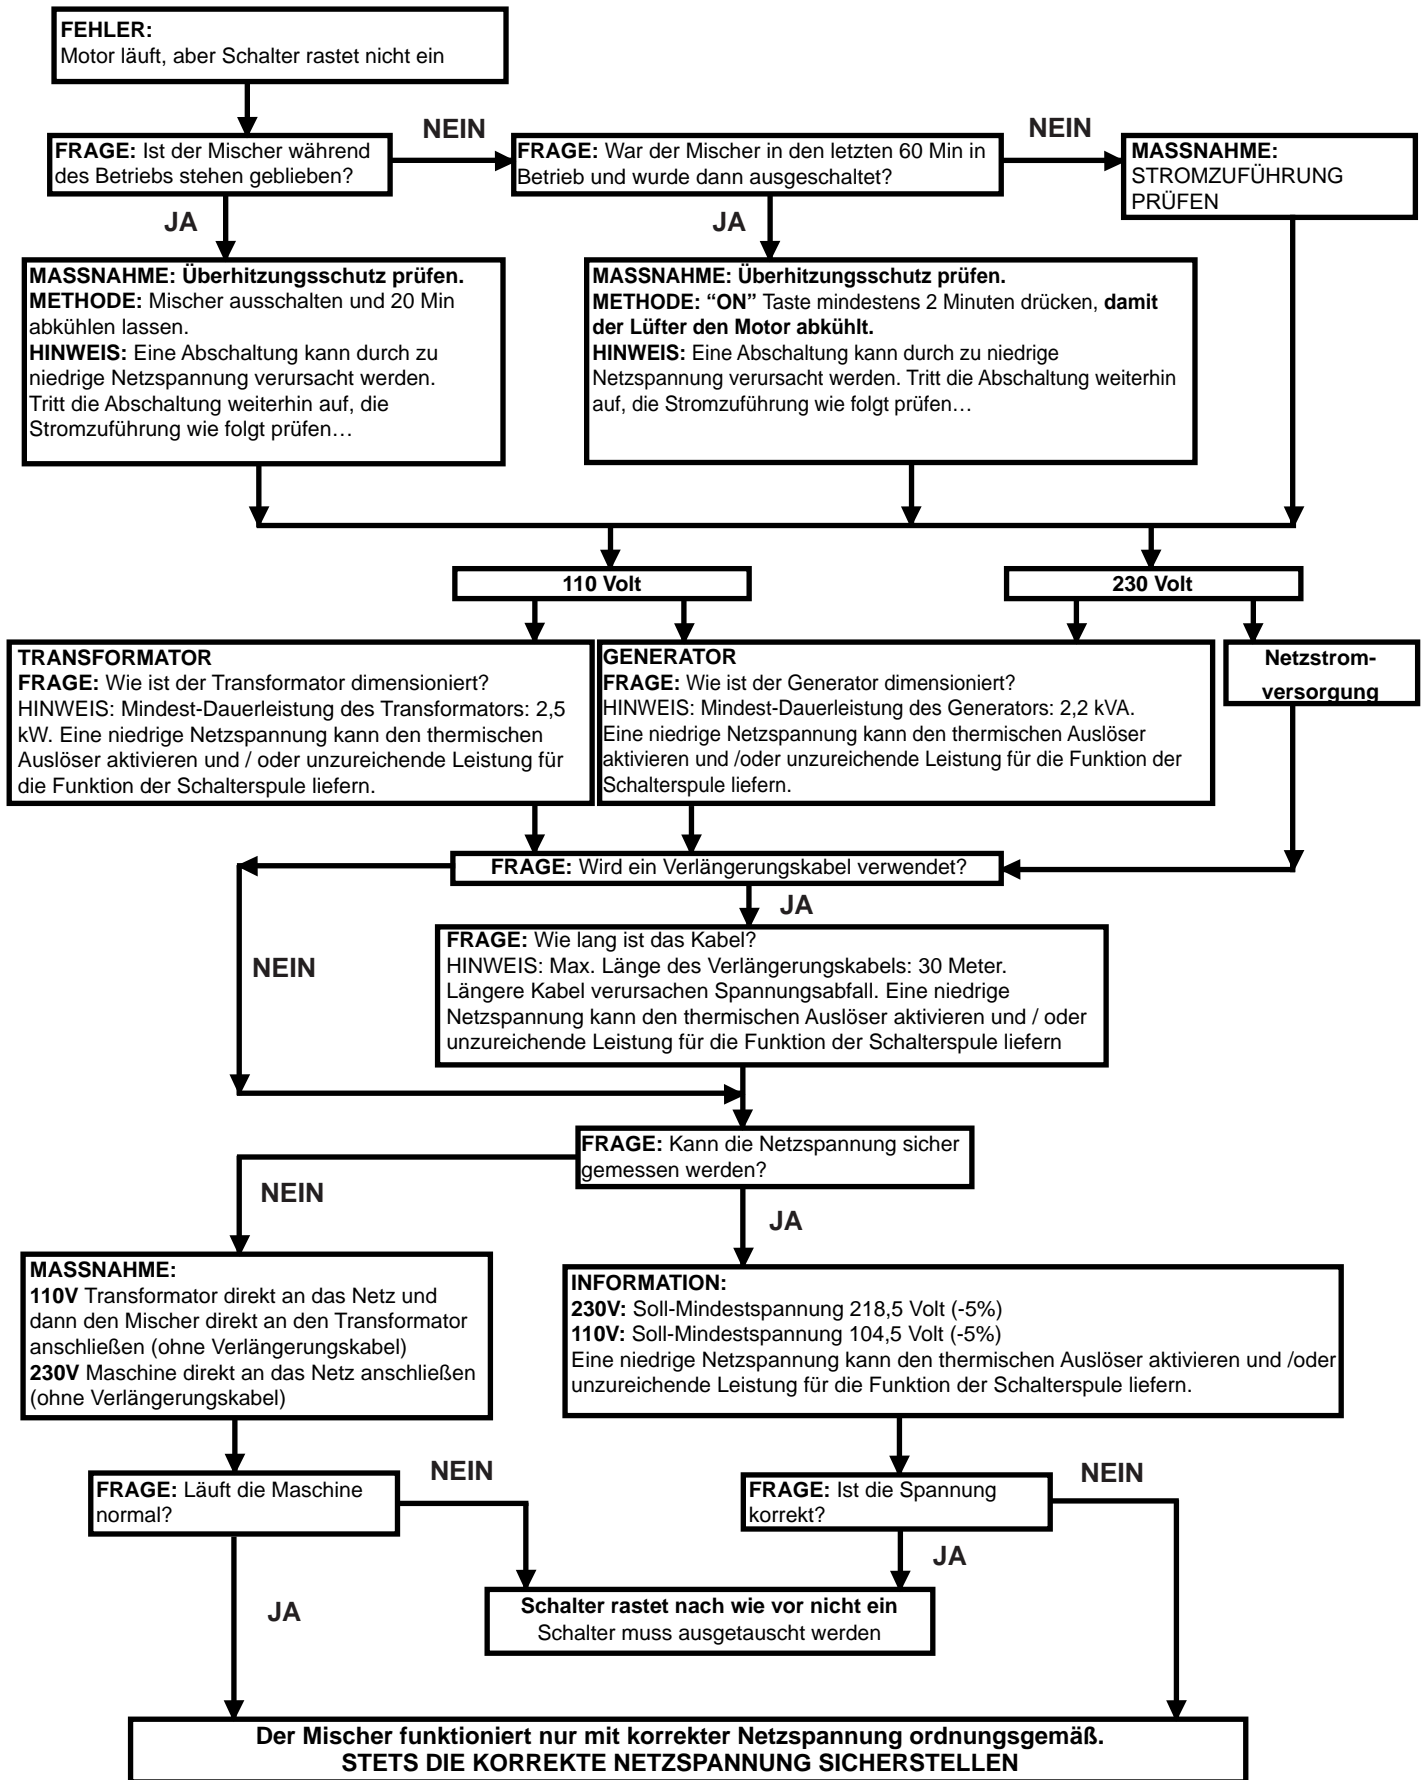 FEHLER:
Motor läuft, aber Schalter rastet nicht ein
NEIN
NEIN
FRAGE: Ist der Mischer während
des Betriebs stehen geblieben?
FRAGE: War der Mischer in den letzten 60 Min in
Betrieb und wurde dann ausgeschaltet?
MASSNAHME:
STROMZUFÜHRUNG
PRÜFEN
JA
JA
MASSNAHME: Überhitzungsschutz prüfen.
METHODE: Mischer ausschalten und 20 Min
abkühlen lassen.
HINWEIS: Eine Abschaltung kann durch zu
niedrige Netzspannung verursacht werden.
Tritt die Abschaltung weiterhin auf, die
Stromzuführung wie folgt prüfen…
MASSNAHME: Überhitzungsschutz prüfen.
METHODE: “ON” Taste mindestens 2 Minuten drücken, damit
der Lüfter den Motor abkühlt.
HINWEIS: Eine Abschaltung kann durch zu niedrige
Netzspannung verursacht werden. Tritt die Abschaltung weiterhin
auf, die Stromzuführung wie folgt prüfen…
110 Volt
230 Volt
TRANSFORMATOR
FRAGE: Wie ist der Transformator dimensioniert?
HINWEIS: Mindest-Dauerleistung des Transformators: 2,5
kW. Eine niedrige Netzspannung kann den thermischen
Auslöser aktivieren und / oder unzureichende Leistung für
die Funktion der Schalterspule liefern.
GENERATOR
FRAGE: Wie ist der Generator dimensioniert?
HINWEIS: Mindest-Dauerleistung des Generators: 2,2 kVA.
Eine niedrige Netzspannung kann den thermischen Auslöser
aktivieren und /oder unzureichende Leistung für die Funktion der
Schalterspule liefern.
Netzstrom-
versorgung
FRAGE: Wird ein Verlängerungskabel verwendet?
JA
NEIN
FRAGE: Wie lang ist das Kabel?
HINWEIS: Max. Länge des Verlängerungskabels: 30 Meter.
Längere Kabel verursachen Spannungsabfall. Eine niedrige
Netzspannung kann den thermischen Auslöser aktivieren und / oder
unzureichende Leistung für die Funktion der Schalterspule liefern
FRAGE: Kann die Netzspannung sicher
gemessen werden?
NEIN
JA
MASSNAHME:
110V Transformator direkt an das Netz und
dann den Mischer direkt an den Transformator
anschließen (ohne Verlängerungskabel)
230V Maschine direkt an das Netz anschließen
(ohne Verlängerungskabel)
INFORMATION:
230V: Soll-Mindestspannung 218,5 Volt (-5%)
110V: Soll-Mindestspannung 104,5 Volt (-5%)
Eine niedrige Netzspannung kann den thermischen Auslöser aktivieren und /oder
unzureichende Leistung für die Funktion der Schalterspule liefern.
FRAGE: Läuft die Maschine
normal?
NEIN
FRAGE: Ist die Spannung
korrekt?
NEIN
JA
JA
Schalter rastet nach wie vor nicht ein
Schalter muss ausgetauscht werden
Der Mischer funktioniert nur mit korrekter Netzspannung ordnungsgemäß.
STETS DIE KORREKTE NETZSPANNUNG SICHERSTELLEN